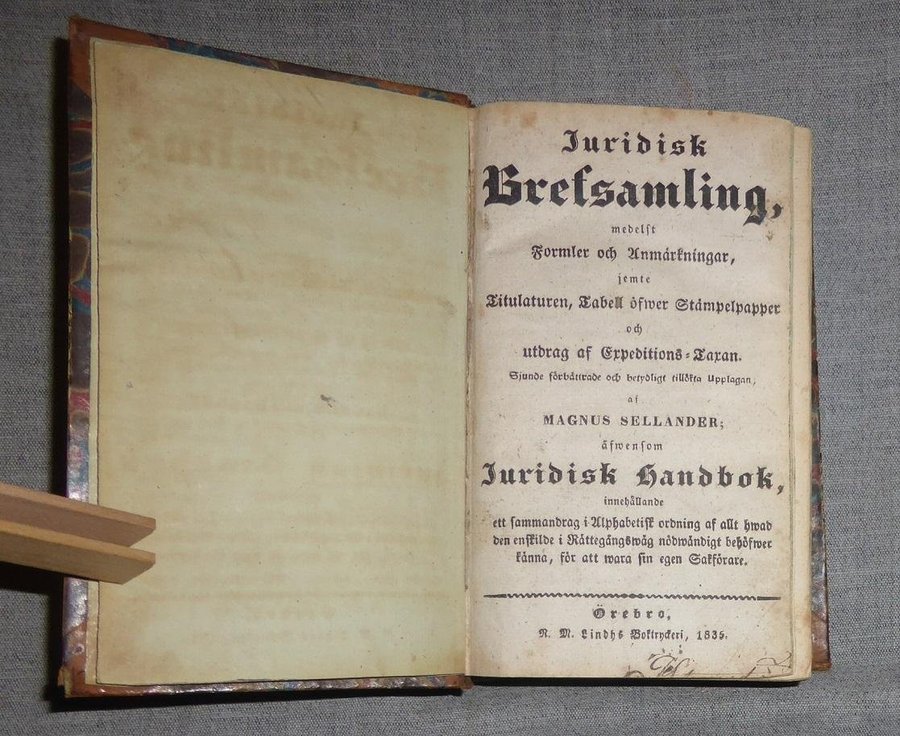 Juridisk
Brefsamling,
medelst
Formler och Anmärkningar,
jemte
Titulaturen, Tabell öfwer Stämpelpapper
och
utdrag af Expeditions-Taxan.
Sjunde förbättrade och betydligt tillökta Upplagan,
af
MAGNUS SELLANDER;
äfwensom
Juridisk Handbok,
innehållande
ett sammandrag i Alphabetisk ordning af allt hwad
den enskilde i Rättegångswäg nödwändigt behöfwer
känna, för att wara sin egen Sakförare.
Örebro,
N. M. Lindhs Boktryckeri, 1835.